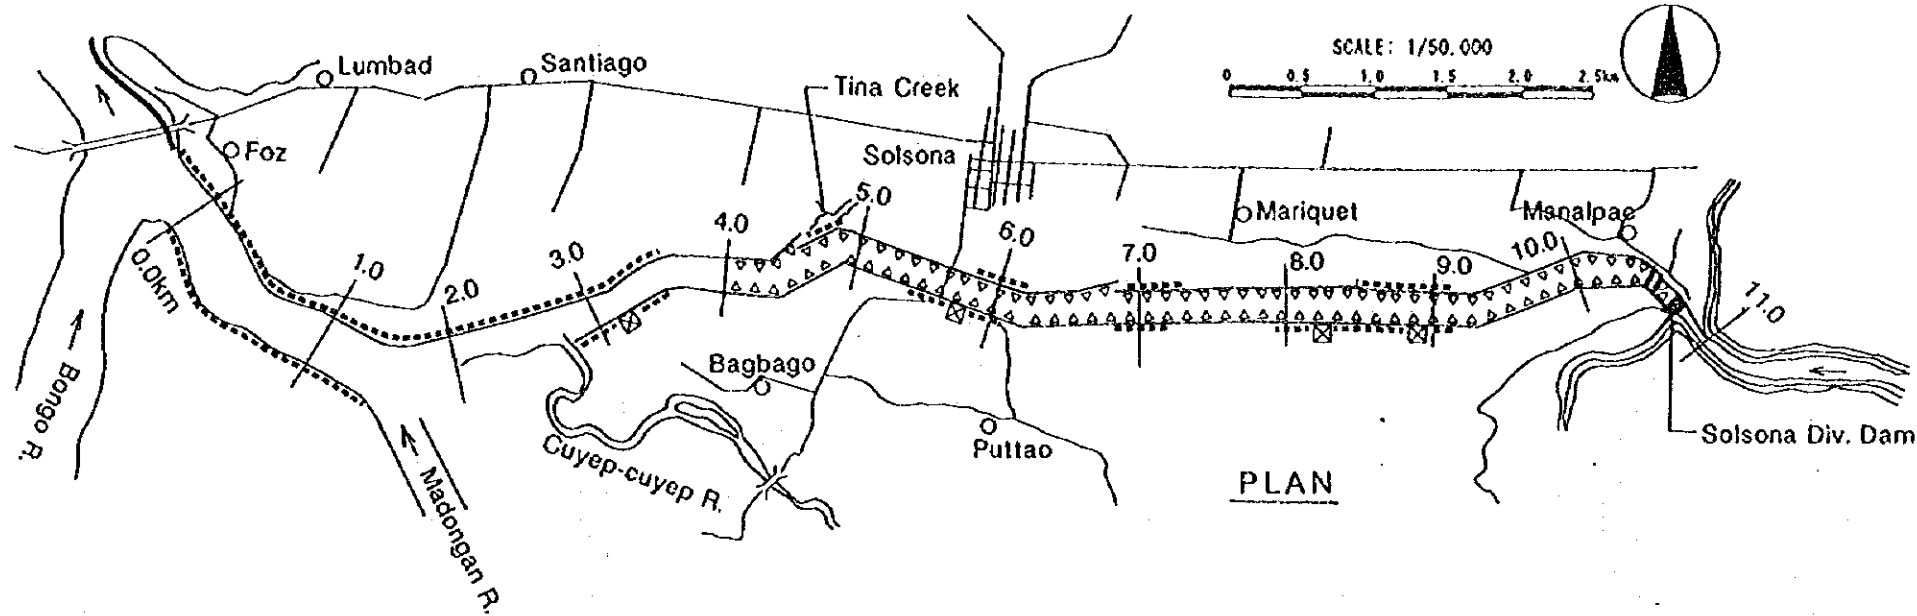 SCALE: 1/50.000
0 0.5 1.0 1.5 2.0 2.5km
Lumbad
Santiago
Tina Creek
Foz
Solsona
5.0
4.0
6.0
Mariquet
Manalpac
3.0
7.0
8.0
9.0
10.0
0.0km
1.0
2.0
11.0
Bongo R.
Bagbago
Puttao
Cuyep-cuyep R.
Solsona Div. Dam
Madongan R.
PLAN